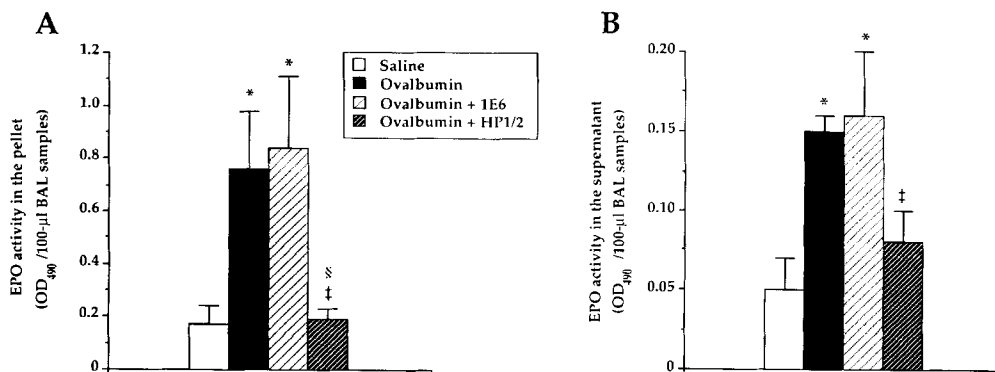 A
EPO activity in the pellet
(OD490 /100-µl BAL samples)
1.2
1.0
0.8
0.6
0.4
0.2
0
*
*
§
‡
Saline
Ovalbumin
Ovalbumin + 1E6
Ovalbumin + HP1/2
B
EPO activity in the supernatant
(OD490 /100-µl BAL samples)
0.20
0.15
0.10
0.05
0
*
*
‡